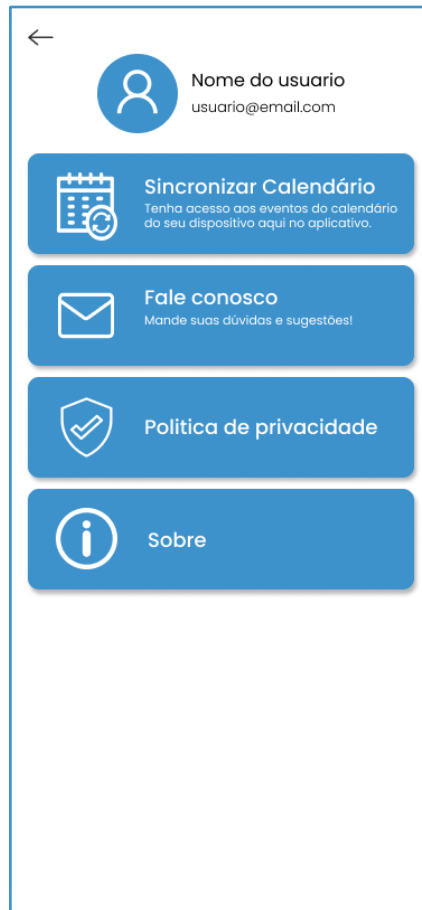 Nome do usuario
usuario@email.com
Sincronizar Calendário
Tenha acesso aos eventos do calendário
do seu dispositivo aqui no aplicativo.
Fale conosco
Mande suas dúvidas e sugestões!
Politica de privacidade
Sobre